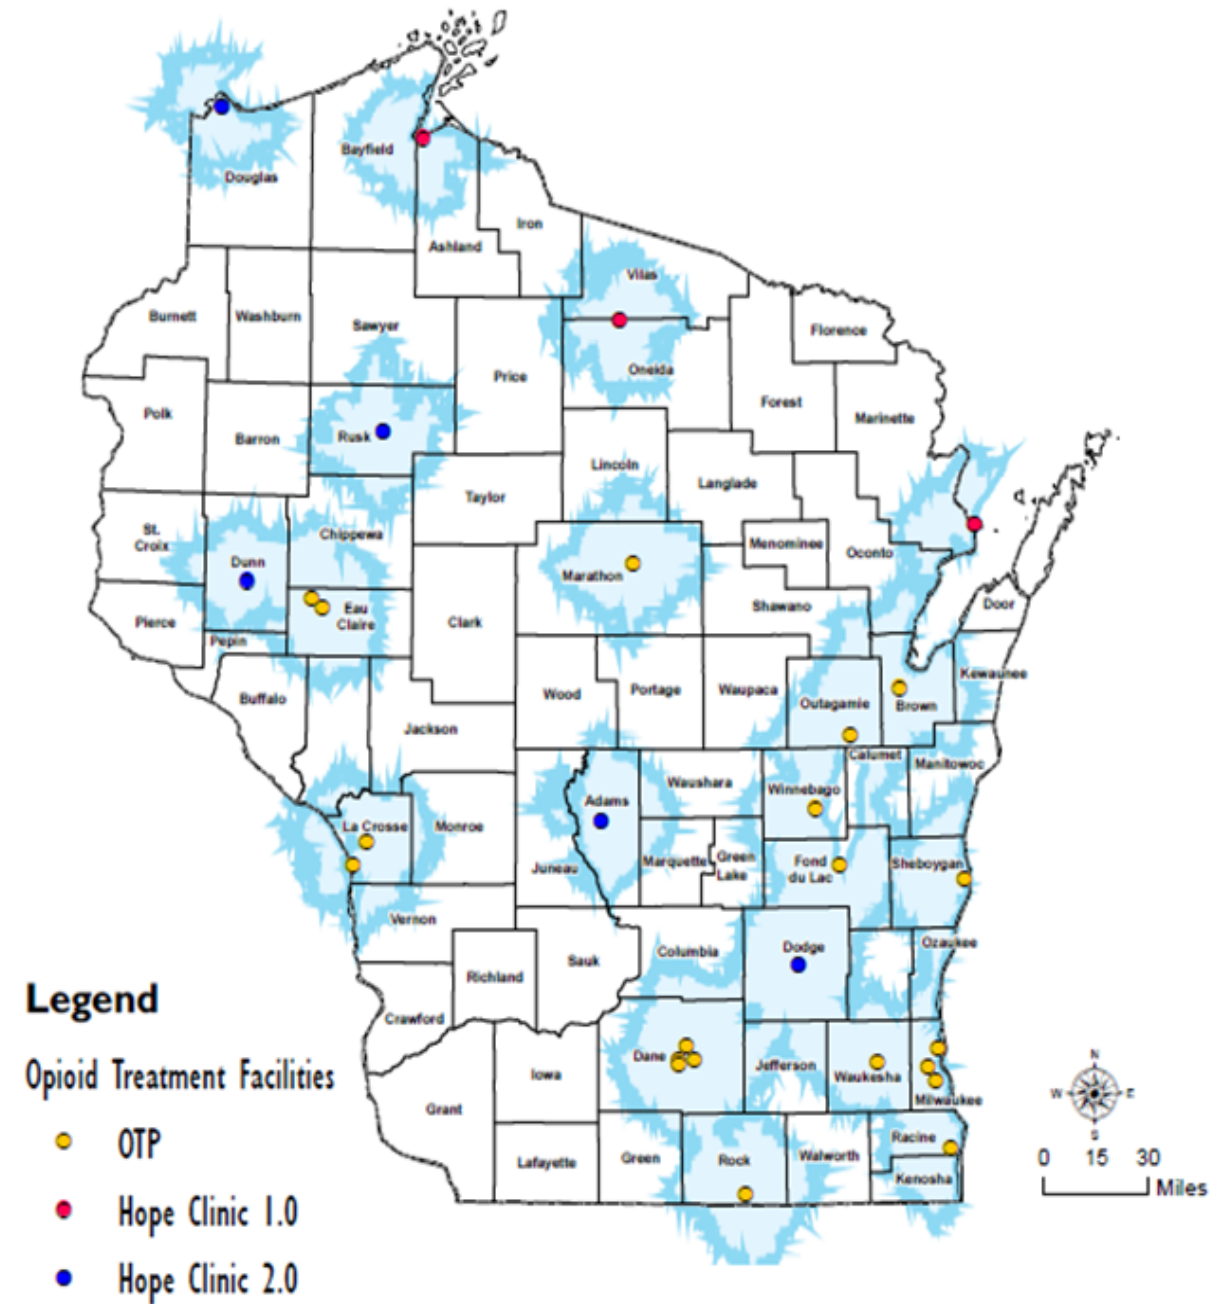 Bayfield
Douglas
Iron
Ashland
Vilas
Burnett
Washburn
Sawyer
Florence
Price
Oneida
Forest
Polk
Marinette
Barron
Rusk
Lincoln
Langlade
Taylor
St.
Croix
Chippewa
Menominee
Oconto
Dunn
Marathon
Shawano
Door
Pierce
Eau
Claire
Clark
Pepin
Kewaunee
Buffalo
Wood
Portage
Waupaca
Outagamie
Brown
Jackson
Calumet
Manitowoc
Waushara
Winnebago
Adams
La Crosse
Monroe
Juneau
Marquette
Green
Lake
Fond
du Lac
Sheboygan
Vernon
Columbia
Dodge
Ozaukee
Sauk
Richland
Crawford
Dane
Jefferson
Waukesha
Iowa
Milwaukee
Grant
Racine
Lafayette
Green
Rock
Walworth
Kenosha
Legend
Opioid Treatment Facilities
OTP
Hope Clinic 1.0
Hope Clinic 2.0
N
W E
S
0 15 30
Miles